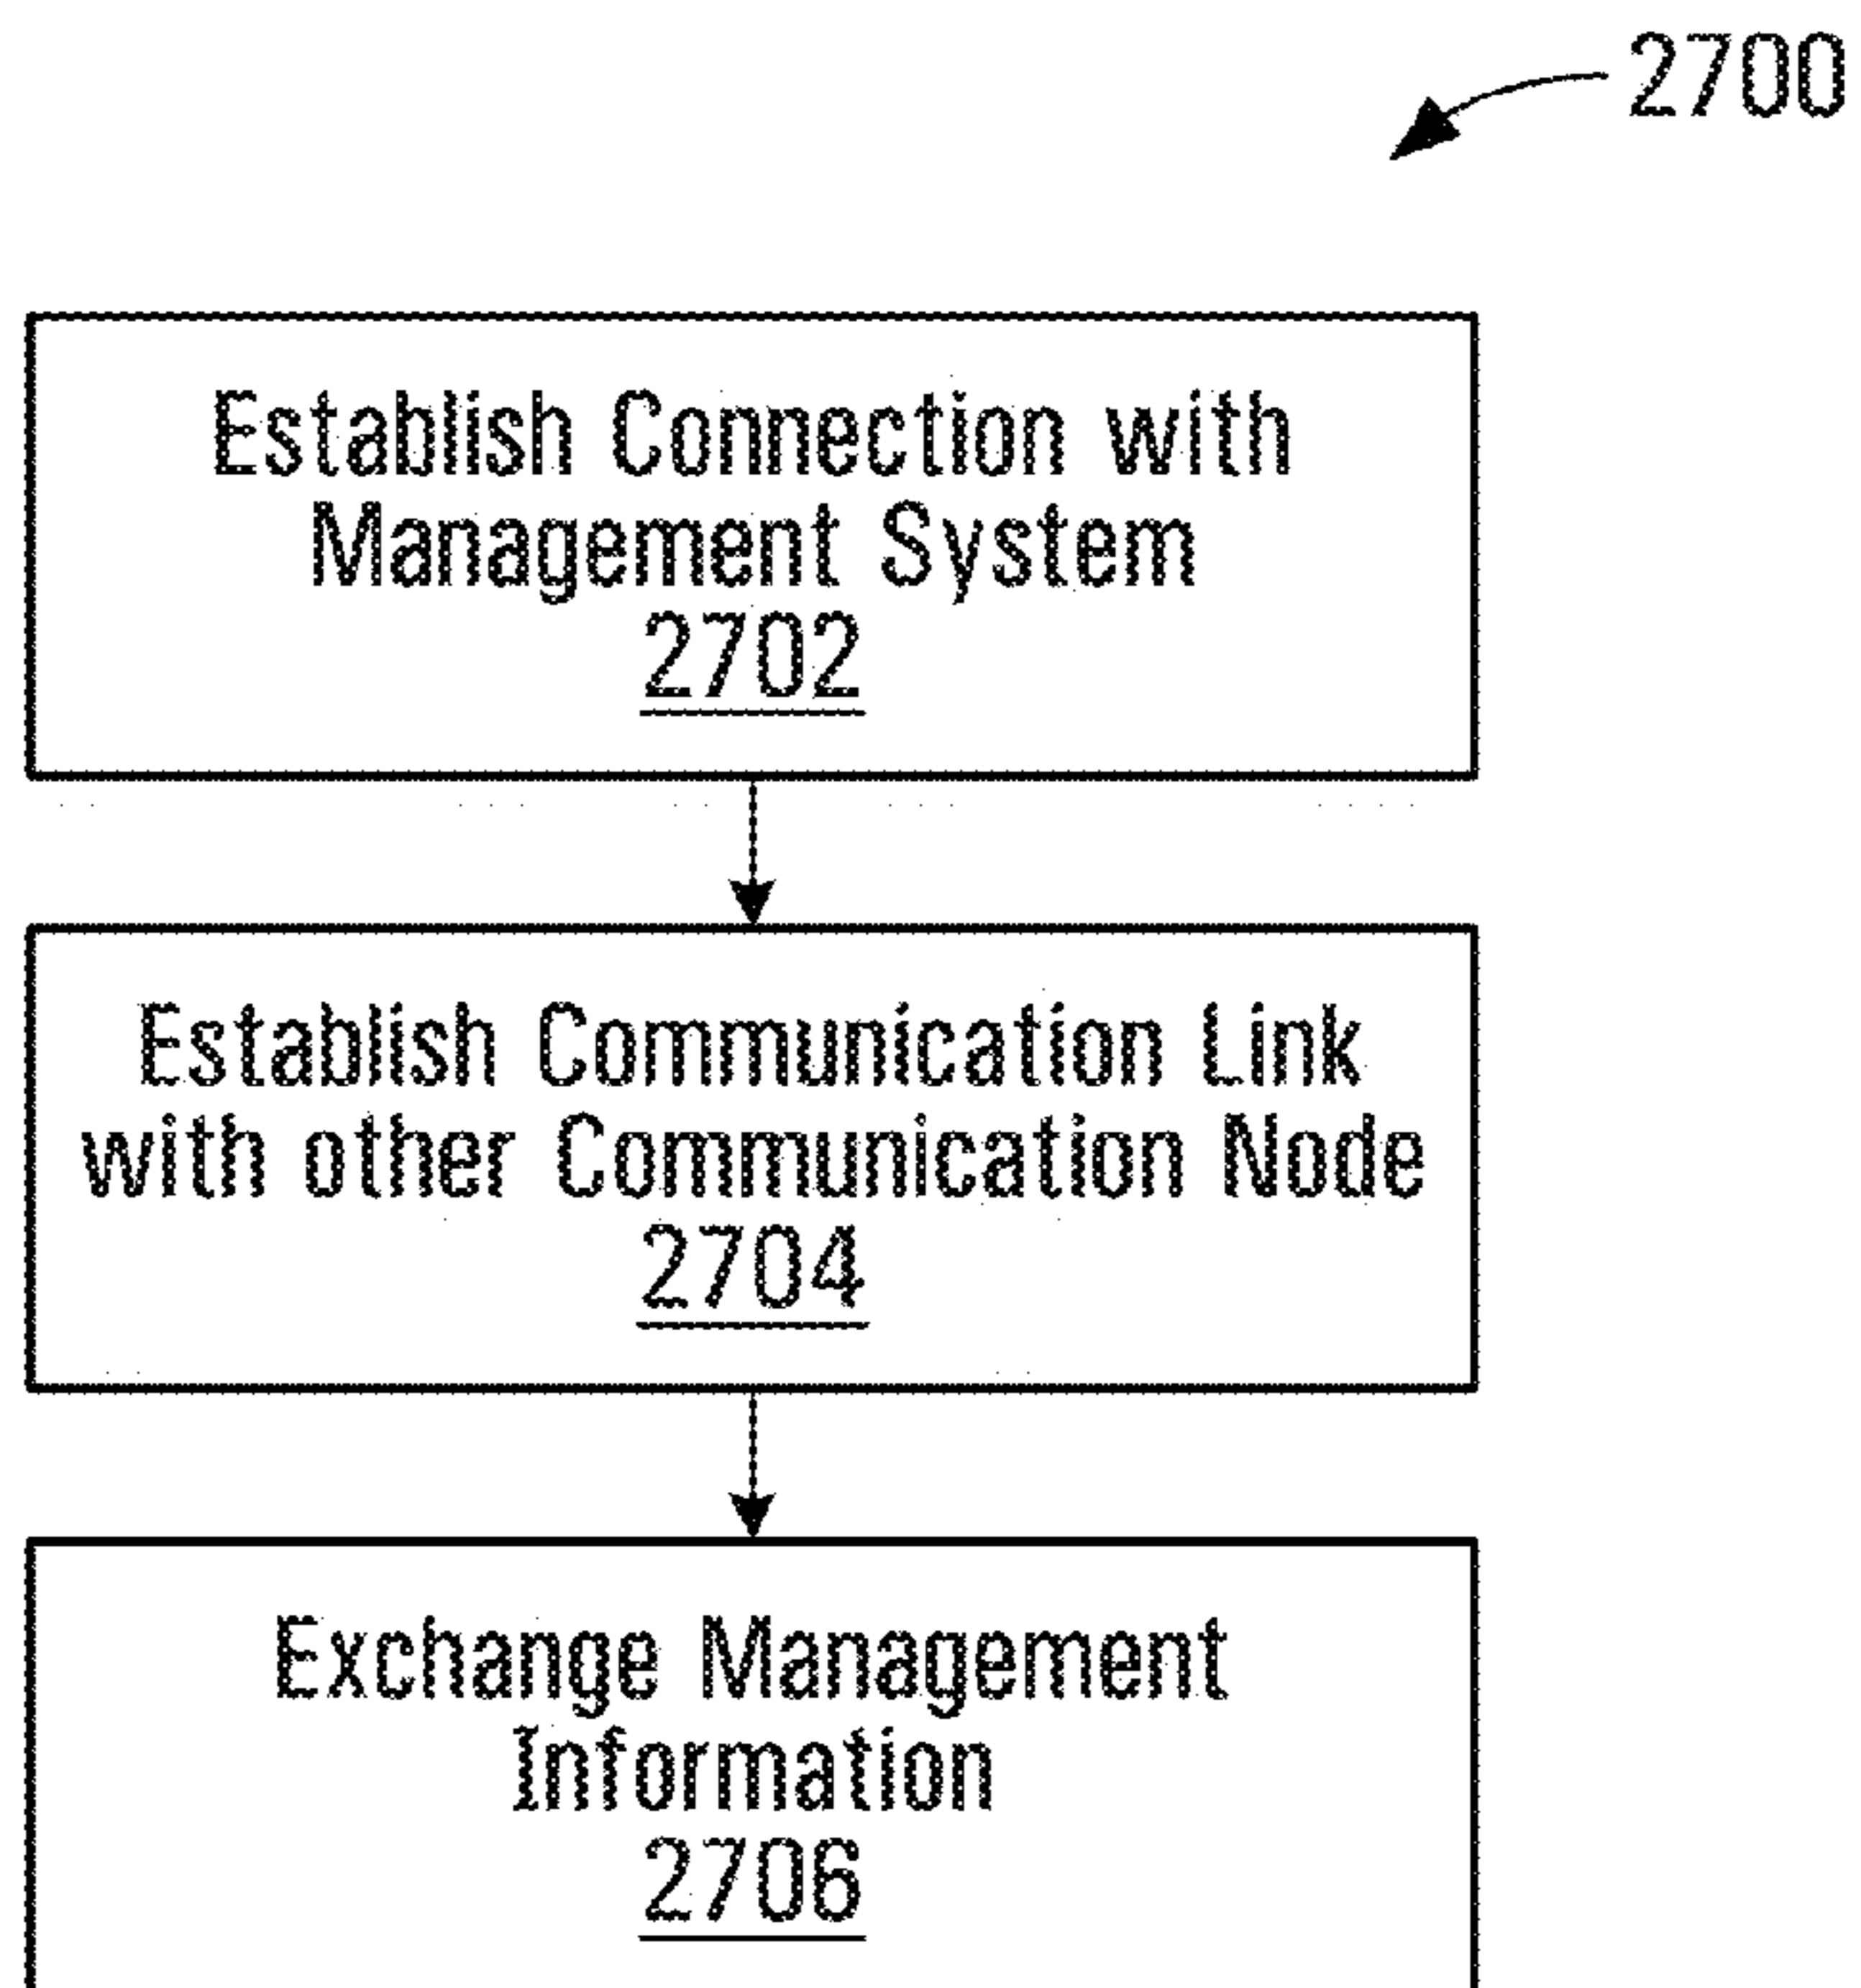 2700
Establish Connection with
Management System
2702
Establish Communication Link
with other Communication Node
2704
Exchange Management
Information
2706